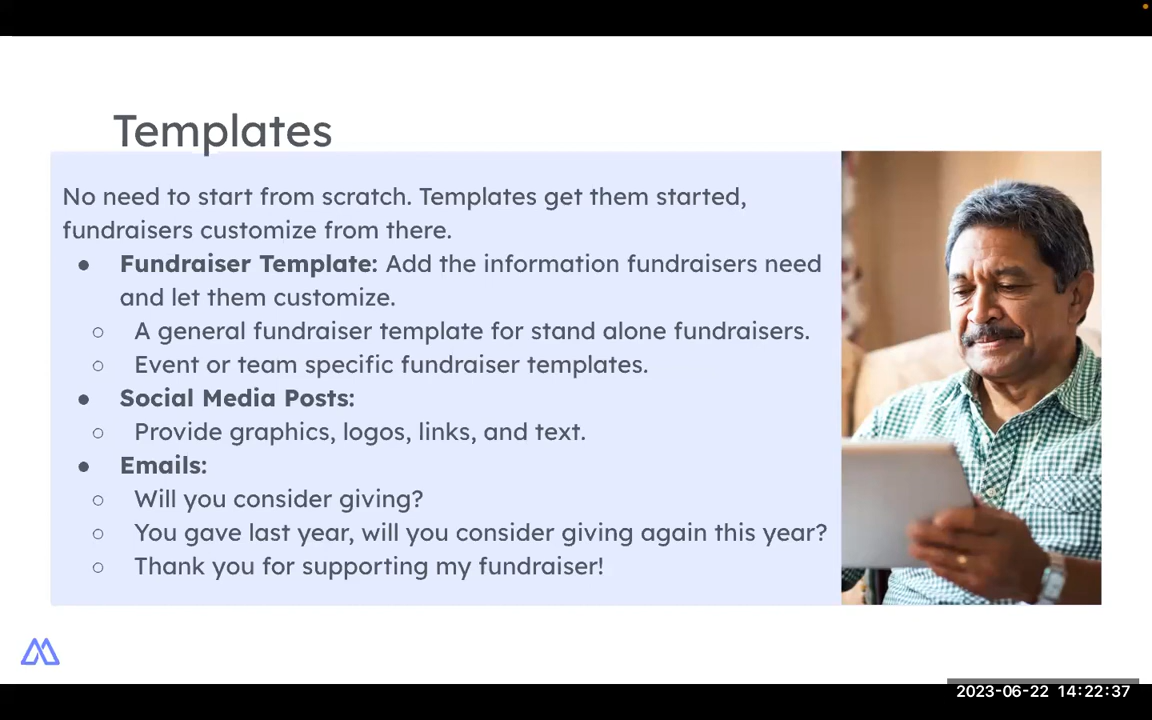 Templates
No need to start from scratch. Templates get them started,
fundraisers customize from there.
● Fundraiser Template: Add the information fundraisers need
and let them customize.
○ A general fundraiser template for stand alone fundraisers.
○ Event or team specific fundraiser templates.
● Social Media Posts:
○ Provide graphics, logos, links, and text.
● Emails:
○ Will you consider giving?
○ You gave last year, will you consider giving again this year?
○ Thank you for supporting my fundraiser!
2023-06-22 14:22:37